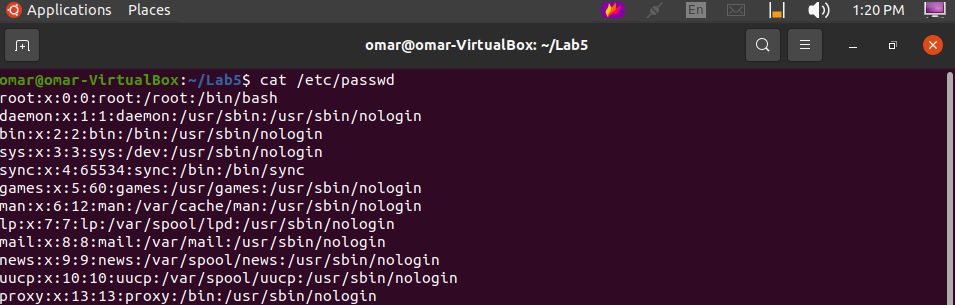 Applications Places En 1:20 PM
omar@omar-VirtualBox: ~/Lab5
omar@omar-VirtualBox:~/Lab5$ cat /etc/passwd
root:x:0:0:root:/root:/bin/bash
daemon:x:1:1:daemon:/usr/sbin:/usr/sbin/nologin
bin:x:2:2:bin:/bin:/usr/sbin/nologin
sys:x:3:3:sys:/dev:/usr/sbin/nologin
sync:x:4:65534:sync:/bin:/bin/sync
games:x:5:60:games:/usr/games:/usr/sbin/nologin
man:x:6:12:man:/var/cache/man:/usr/sbin/nologin
lp:x:7:7:lp:/var/spool/lpd:/usr/sbin/nologin
mail:x:8:8:mail:/var/mail:/usr/sbin/nologin
news:x:9:9:news:/var/spool/news:/usr/sbin/nologin
uucp:x:10:10:uucp:/var/spool/uucp:/usr/sbin/nologin
proxy:x:13:13:proxy:/bin:/usr/sbin/nologin